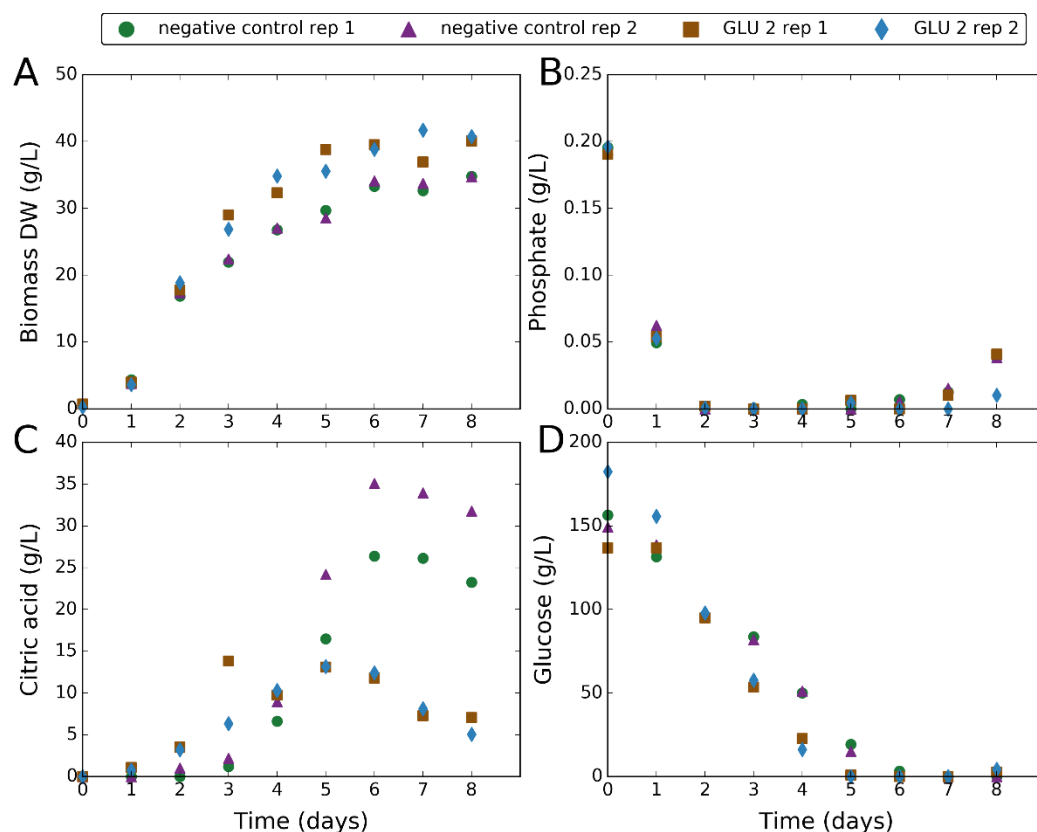 negative control rep 1 negative control rep 2 GLU 2 rep 1 GLU 2 rep 2
A
50
40
30
20
10
0
Biomass DW (g/L)
0 1 2 3 4 5 6 7 8
B
0.25
0.20
0.15
0.10
0.05
0.00
Phosphate (g/L)
0 1 2 3 4 5 6 7 8
C
40
35
30
25
20
15
10
5
0
Citric acid (g/L)
0 1 2 3 4 5 6 7 8
Time (days)
D
200
150
100
50
0
Glucose (g/L)
0 1 2 3 4 5 6 7 8
Time (days)